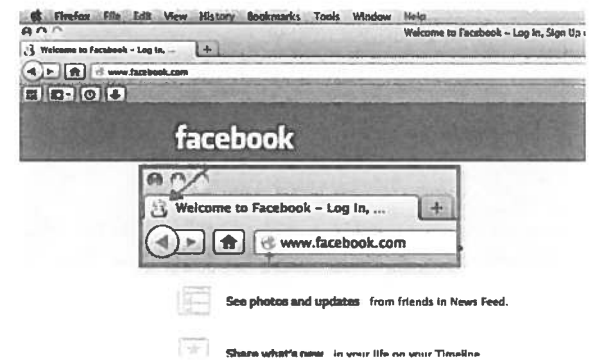 Firefox File Edit View History Bookmarks Tools Window Help
Welcome to Facebook – Log In, Sign Up
Welcome to Facebook – Log In, ... +
www.facebook.com
facebook
Welcome to Facebook – Log In, ... +
www.facebook.com
See photos and updates from friends in News Feed.
Share what's new in your life on your Timeline